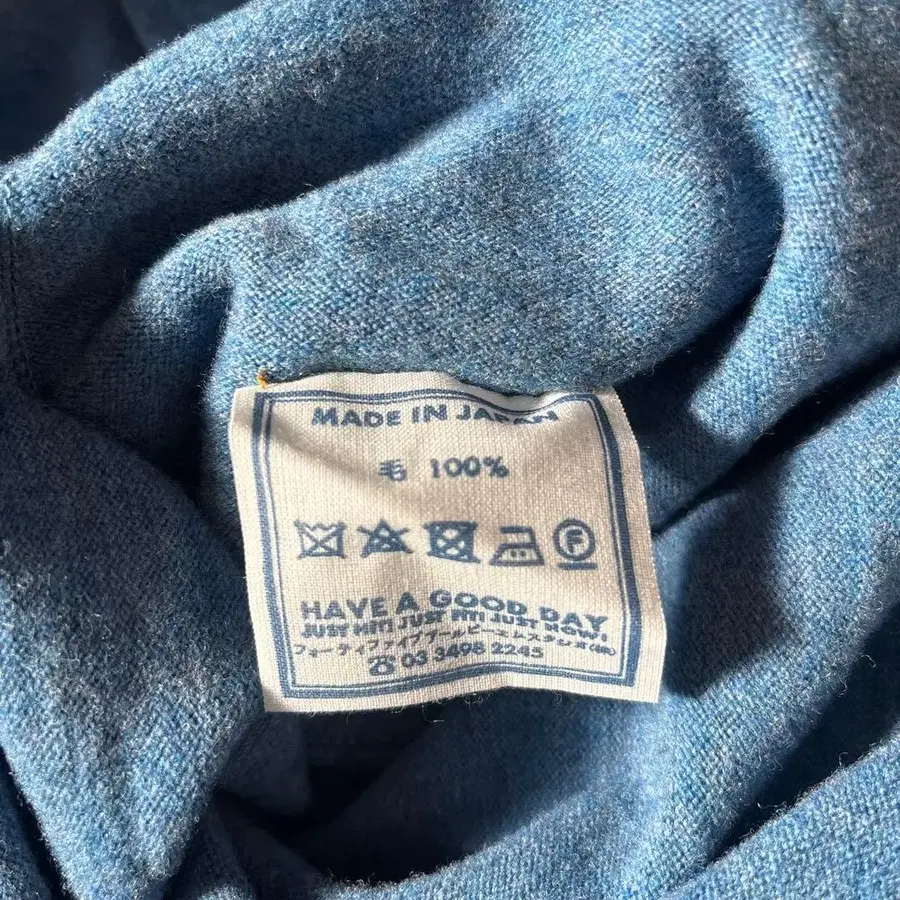 MADE IN JAPAN
毛 100%
F
HAVE A GOOD DAY
JUST HIT! JUST FIT! JUST NOW!
フォーティファイブアールピーエムスタジオ(株)
☎ 03 3498 2245